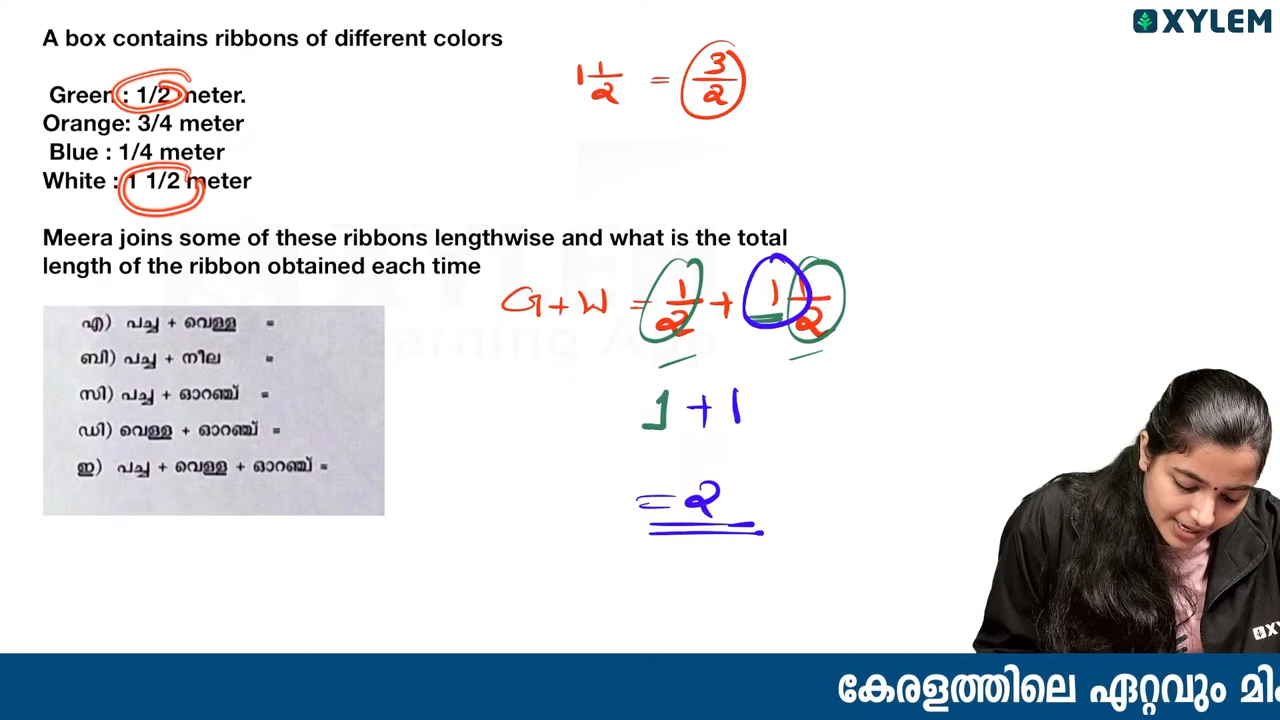 XYLEM
A box contains ribbons of different colors
1 1/2 = 3/2
Green : 1/2 meter.
Orange: 3/4 meter
Blue : 1/4 meter
White : 1 1/2 meter
Meera joins some of these ribbons lengthwise and what is the total
length of the ribbon obtained each time
G + W = 1/2 + 1 1/2
എ) പച്ച + വെള്ള =
ബി) പച്ച + നീല =
സി) പച്ച + ഓറഞ്ച് =
ഡി) വെള്ള + ഓറഞ്ച് =
ഇ) പച്ച + വെള്ള + ഓറഞ്ച് =
1 + 1
= 2
Learning App
XY
കേരളത്തിലെ ഏറ്റവും